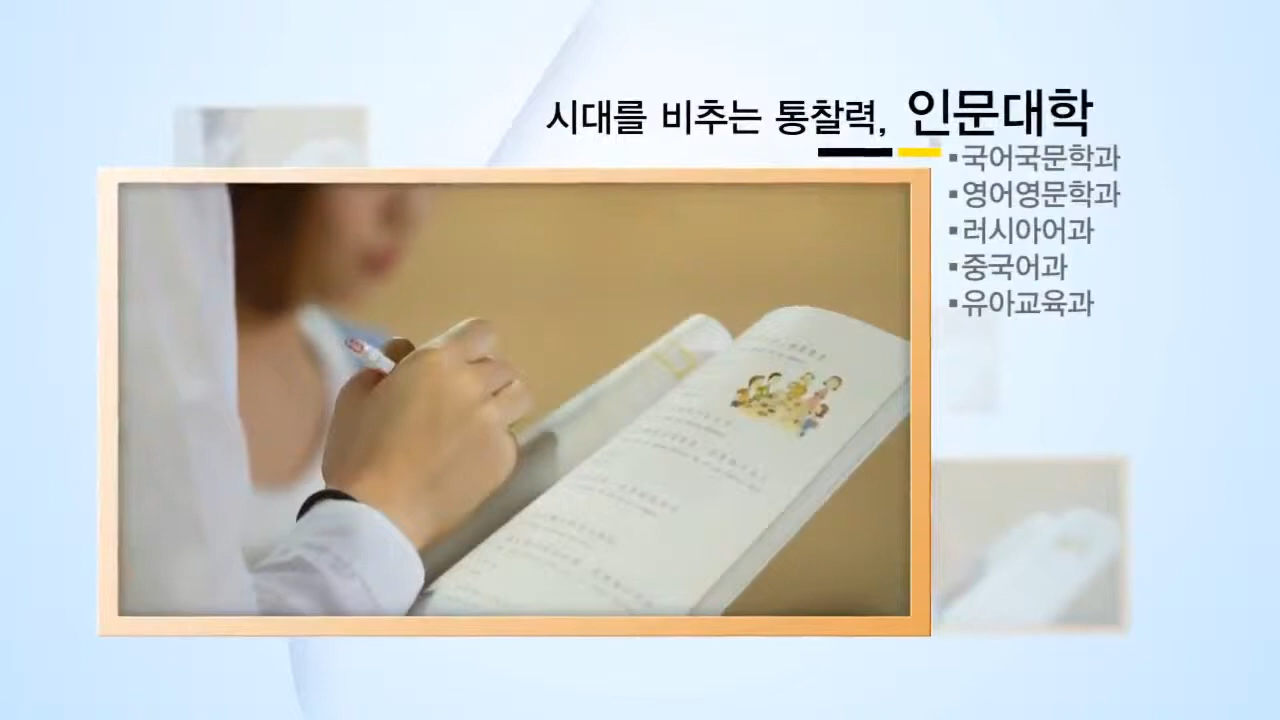 시대를 비추는 통찰력, 인문대학
▪국어국문학과
▪영어영문학과
▪러시아어과
▪중국어과
▪유아교육과